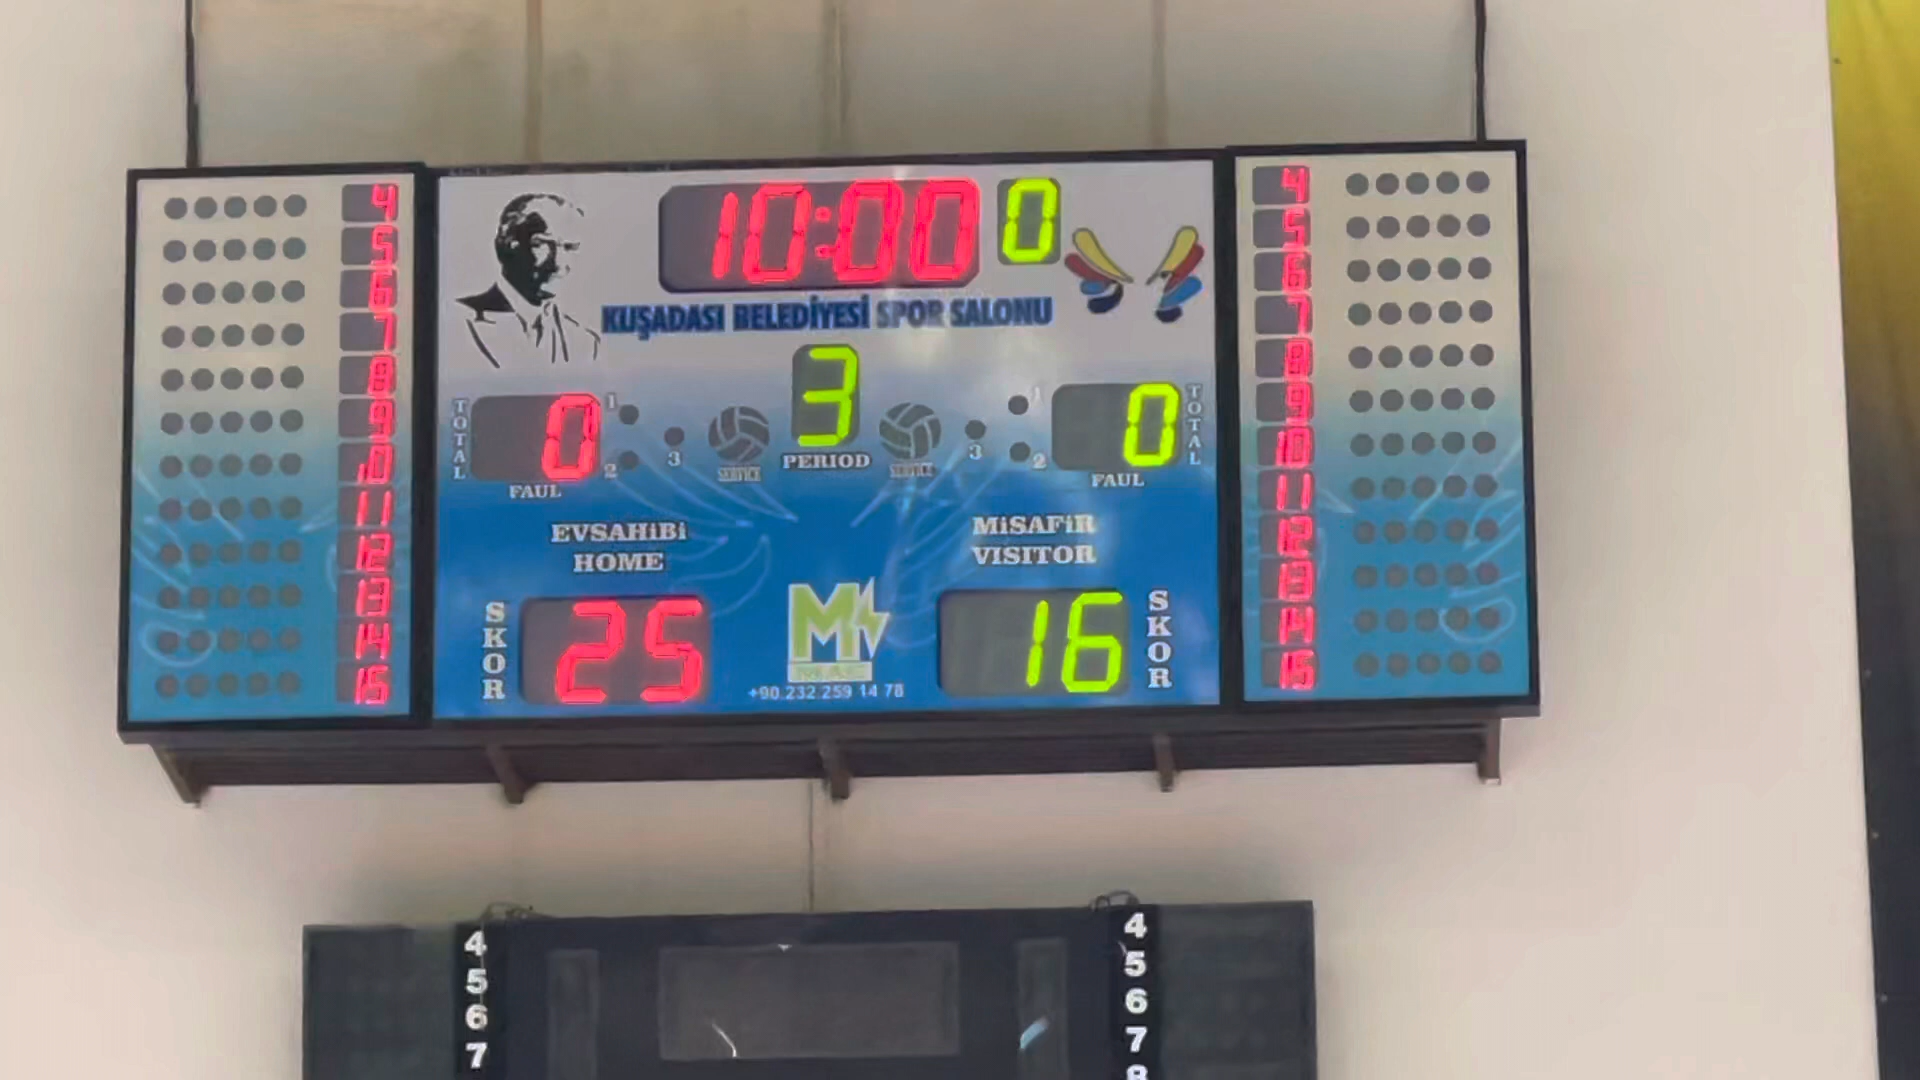 10:00 0
KUŞADASI BELEDİYESİ SPOR SALONU
4
5
6
7
8
9
10
11
12
13
14
15
TOTAL
0
FAUL
1
2
3
SERVICE
3
PERIOD
SERVICE
3
1
2
0
FAUL
TOTAL
EVSAHiBi
HOME
MiSAFiR
VISITOR
SKOR
25
M
+90.232 259 14 78
16
SKOR
4
5
6
7
8
9
10
11
12
13
14
15
4
5
6
7
4
5
6
7
8